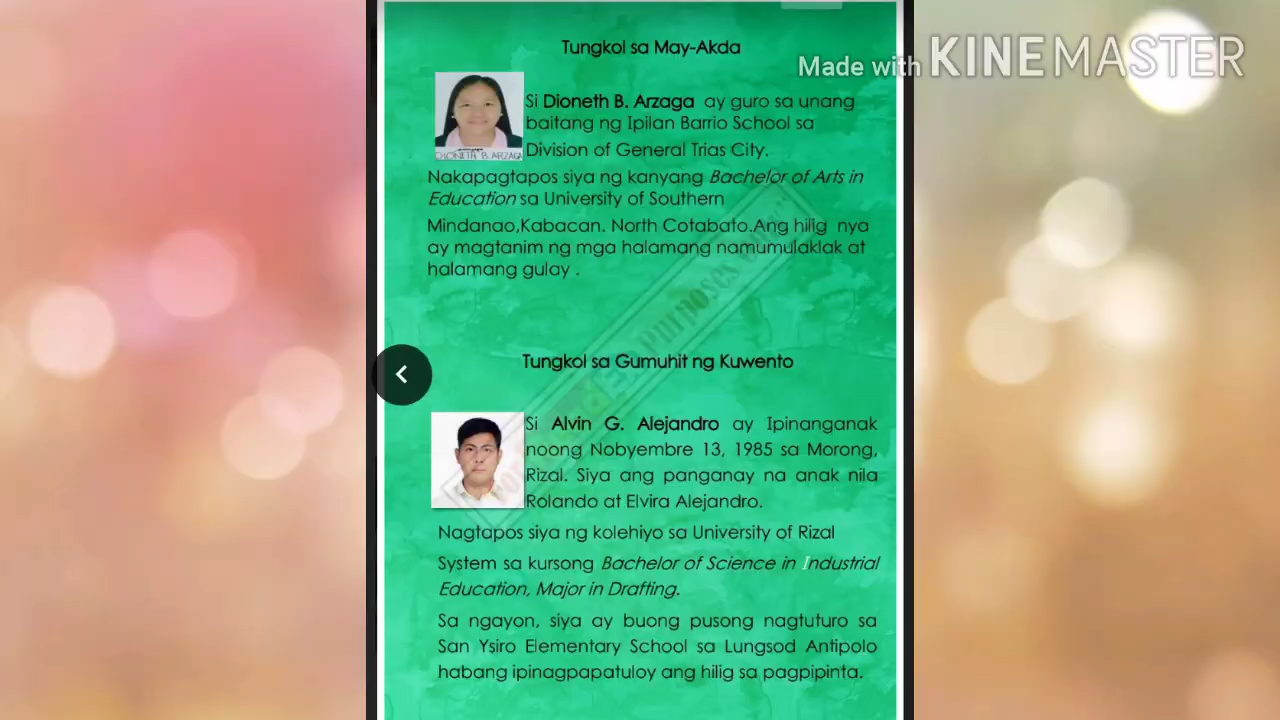 Tungkol sa May-Akda
Made with KINEMASTER
Si Dioneth B. Arzaga ay guro sa unang
baitang ng Ipilan Barrio School sa
DIONETH B. ARZAGA
Division of General Trias City.
Nakapagtapos siya ng kanyang Bachelor of Arts in
Education sa University of Southern
Mindanao,Kabacan. North Cotabato.Ang hilig nya
ay magtanim ng mga halamang namumulaklak at
halamang gulay .
purposes only
Tungkol sa Gumuhit ng Kuwento
Si Alvin G. Alejandro ay Ipinanganak
noong Nobyembre 13, 1985 sa Morong,
Rizal. Siya ang panganay na anak nila
Rolando at Elvira Alejandro.
Nagtapos siya ng kolehiyo sa University of Rizal
System sa kursong Bachelor of Science in Industrial
Education, Major in Drafting.
Sa ngayon, siya ay buong pusong nagtuturo sa
San Ysiro Elementary School sa Lungsod Antipolo
habang ipinagpapatuloy ang hilig sa pagpipinta.